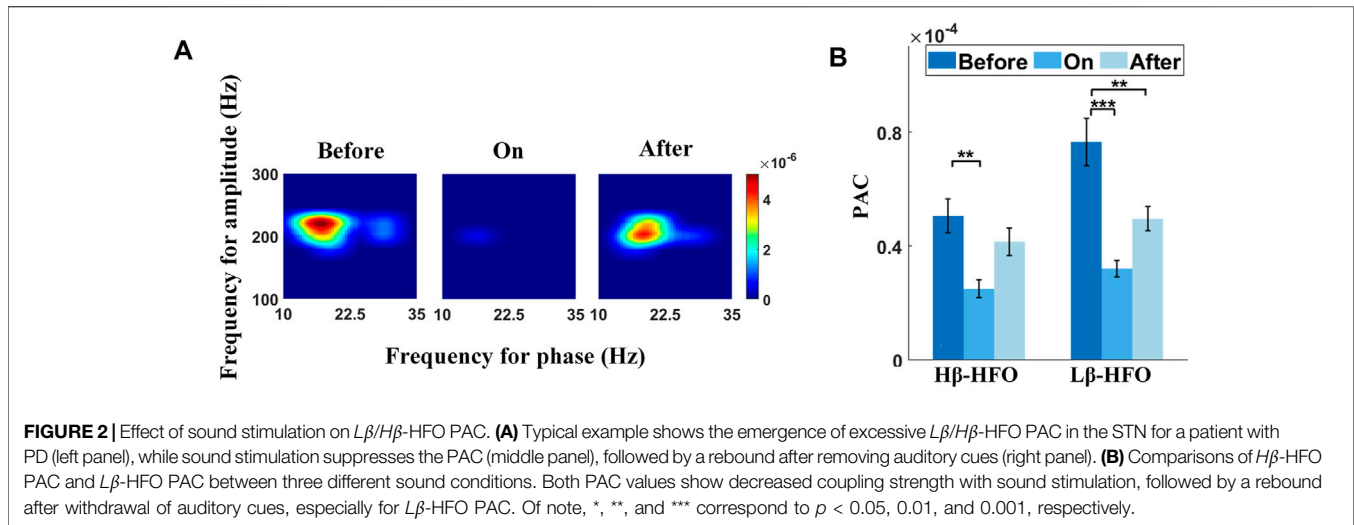 A
Frequency for amplitude (Hz)
Before
On
After
×10⁻⁶
300
200
100
4
2
0
10 22.5 35
10 22.5 35
10 22.5 35
Frequency for phase (Hz)
B
×10⁻⁴
Before On After
PAC
0.8
0.4
0
**
***
**
Hβ-HFO
Lβ-HFO
FIGURE 2 | Effect of sound stimulation on Lβ/Hβ-HFO PAC. (A) Typical example shows the emergence of excessive Lβ/Hβ-HFO PAC in the STN for a patient with
PD (left panel), while sound stimulation suppresses the PAC (middle panel), followed by a rebound after removing auditory cues (right panel). (B) Comparisons of Hβ-HFO
PAC and Lβ-HFO PAC between three different sound conditions. Both PAC values show decreased coupling strength with sound stimulation, followed by a rebound
after withdrawal of auditory cues, especially for Lβ-HFO PAC. Of note, *, **, and *** correspond to p < 0.05, 0.01, and 0.001, respectively.